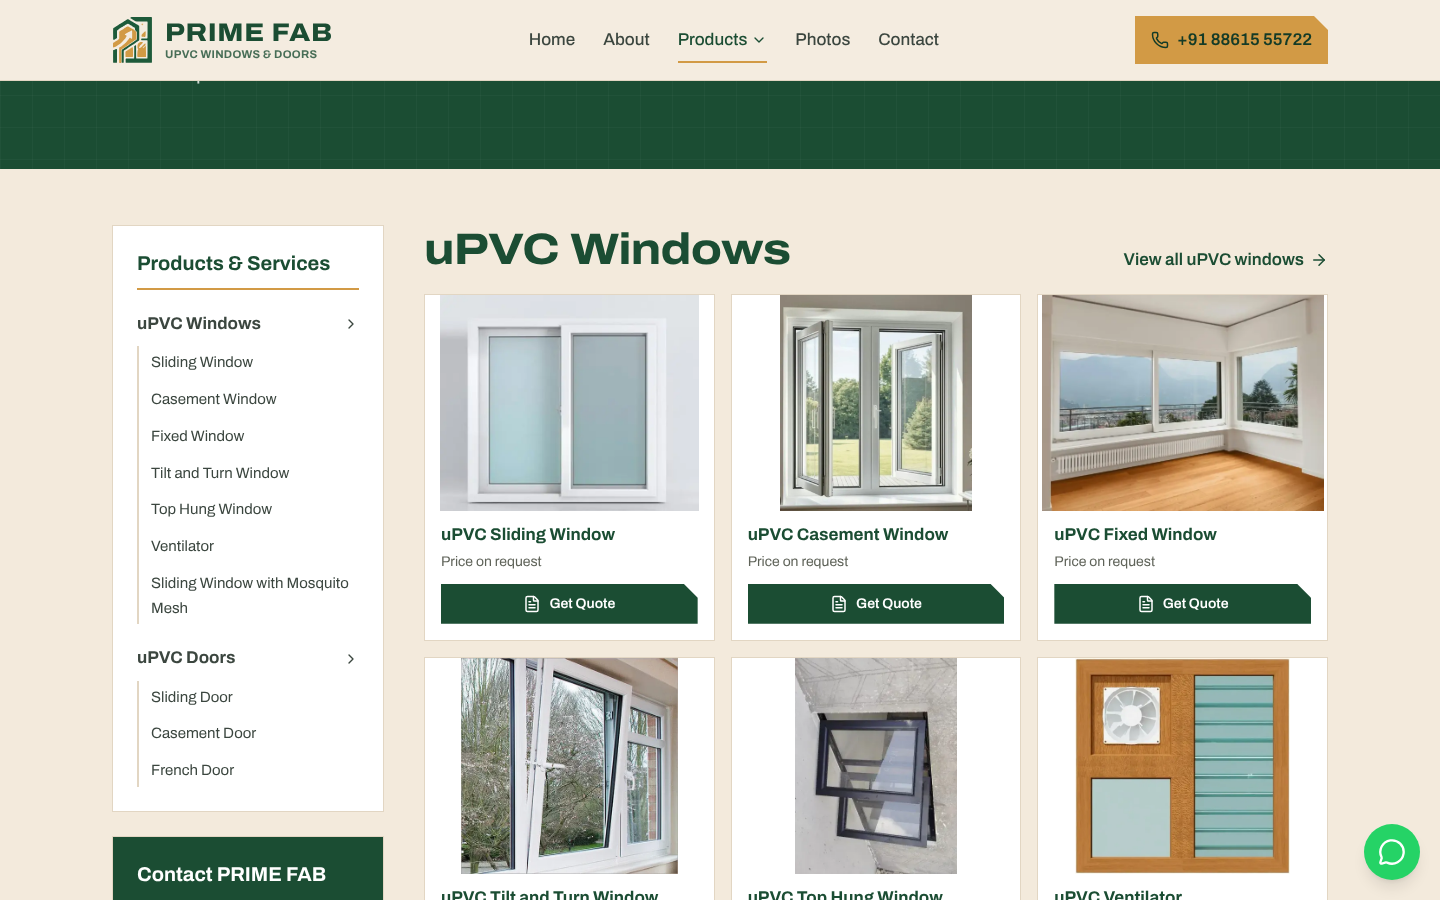 PRIME FAB
UPVC WINDOWS & DOORS
Home
About
Products
Photos
Contact
+91 88615 55722
Products & Services
uPVC Windows
Sliding Window
Casement Window
Fixed Window
Tilt and Turn Window
Top Hung Window
Ventilator
Sliding Window with Mosquito
Mesh
uPVC Doors
Sliding Door
Casement Door
French Door
Contact PRIME FAB
uPVC Windows
View all uPVC windows
uPVC Sliding Window
Price on request
Get Quote
uPVC Casement Window
Price on request
Get Quote
uPVC Fixed Window
Price on request
Get Quote
uPVC Tilt and Turn Window
uPVC Top Hung Window
uPVC Ventilator